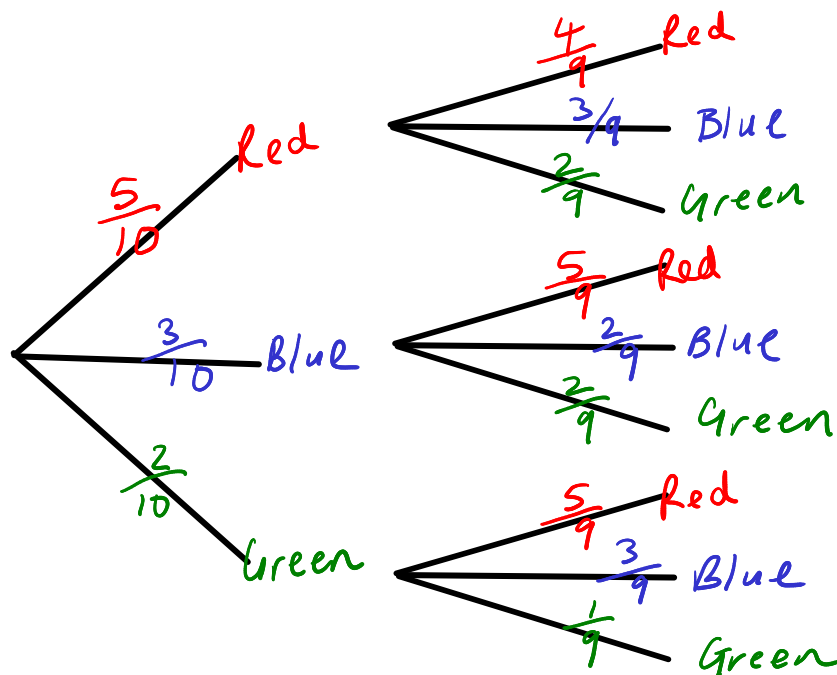 5/10 Red
4/9 Red
3/9 Blue
2/9 Green
3/10 Blue
5/9 Red
2/9 Blue
2/9 Green
2/10 Green
5/9 Red
3/9 Blue
1/9 Green